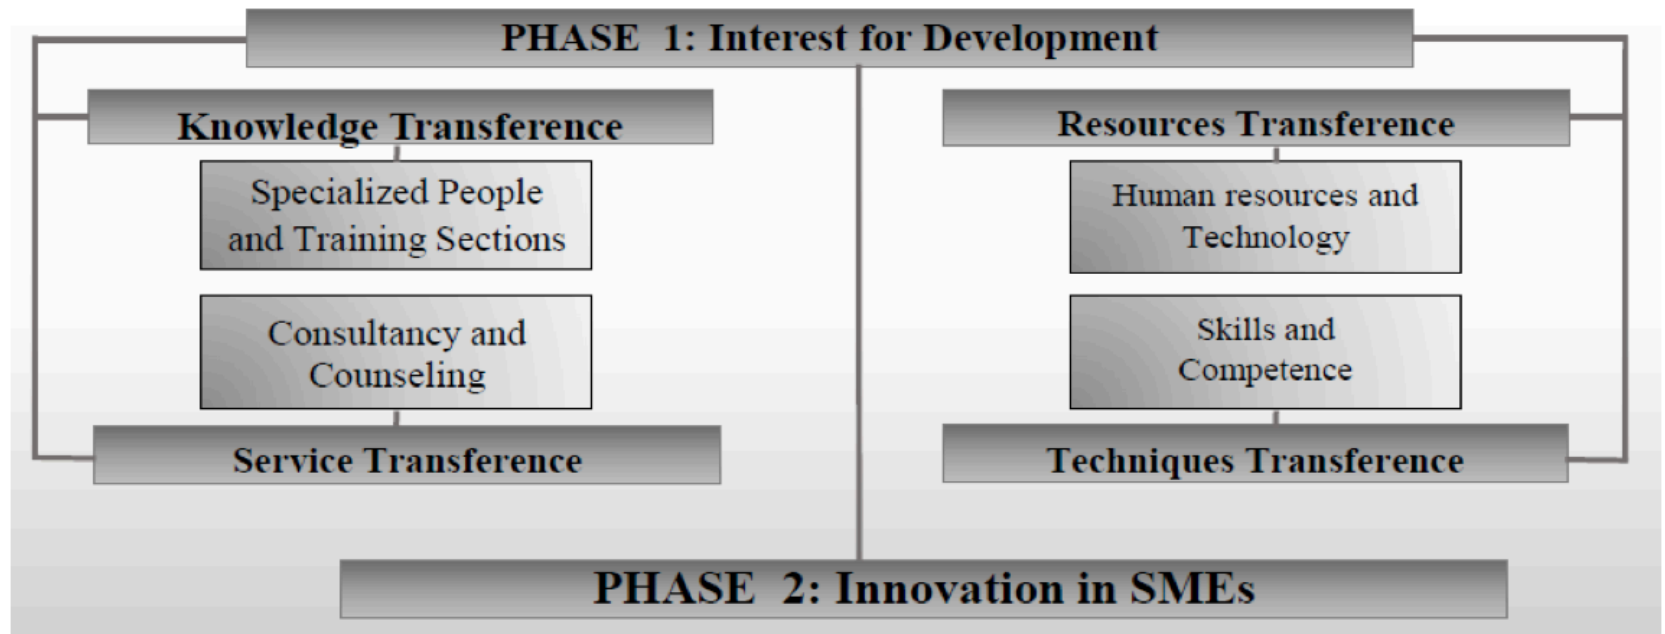 PHASE 1: Interest for Development
Knowledge Transference
Specialized People
and Training Sections
Consultancy and
Counseling
Service Transference
Resources Transference
Human resources and
Technology
Skills and
Competence
Techniques Transference
PHASE 2: Innovation in SMEs